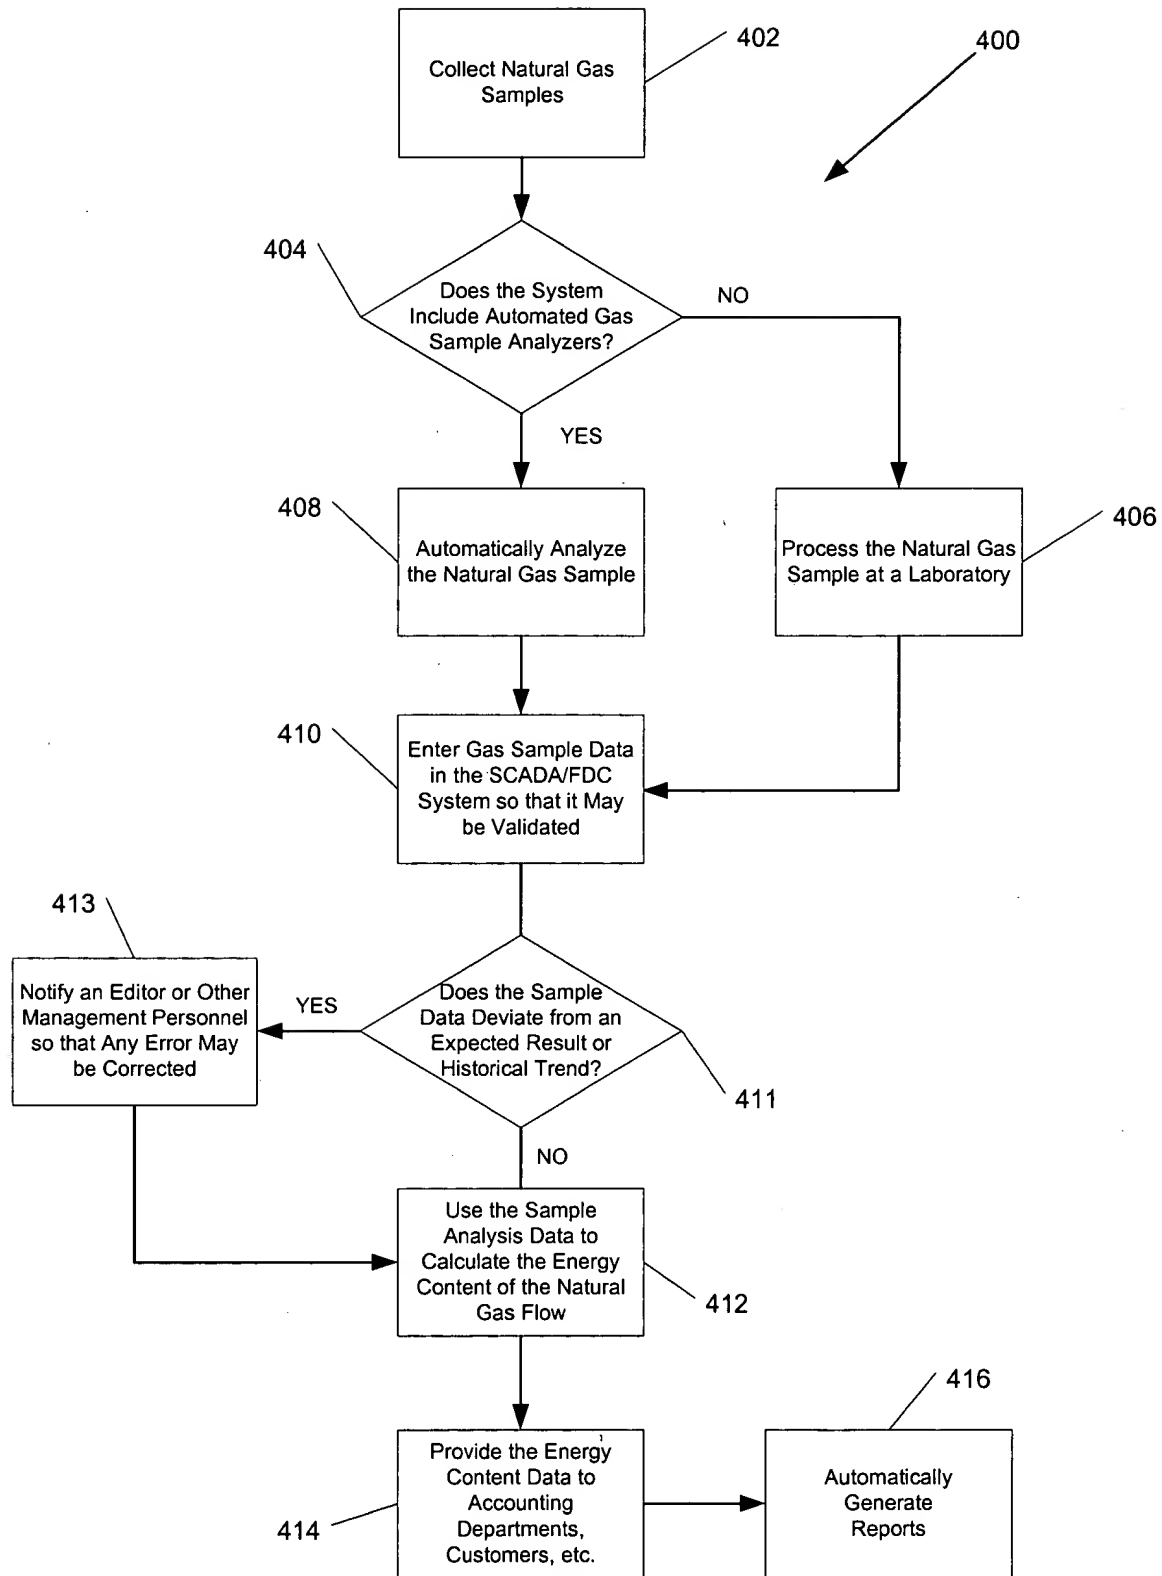 402
400
Collect Natural Gas
Samples
404
Does the System
Include Automated Gas
Sample Analyzers?
NO
YES
408
Automatically Analyze
the Natural Gas Sample
406
Process the Natural Gas
Sample at a Laboratory
410
Enter Gas Sample Data
in the SCADA/FDC
System so that it May
be Validated
413
Notify an Editor or Other
Management Personnel
so that Any Error May
be Corrected
YES
Does the Sample
Data Deviate from an
Expected Result or
Historical Trend?
411
NO
Use the Sample
Analysis Data to
Calculate the Energy
Content of the Natural
Gas Flow
412
416
Provide the Energy
Content Data to
Accounting
Departments,
Customers, etc.
414
Automatically
Generate
Reports